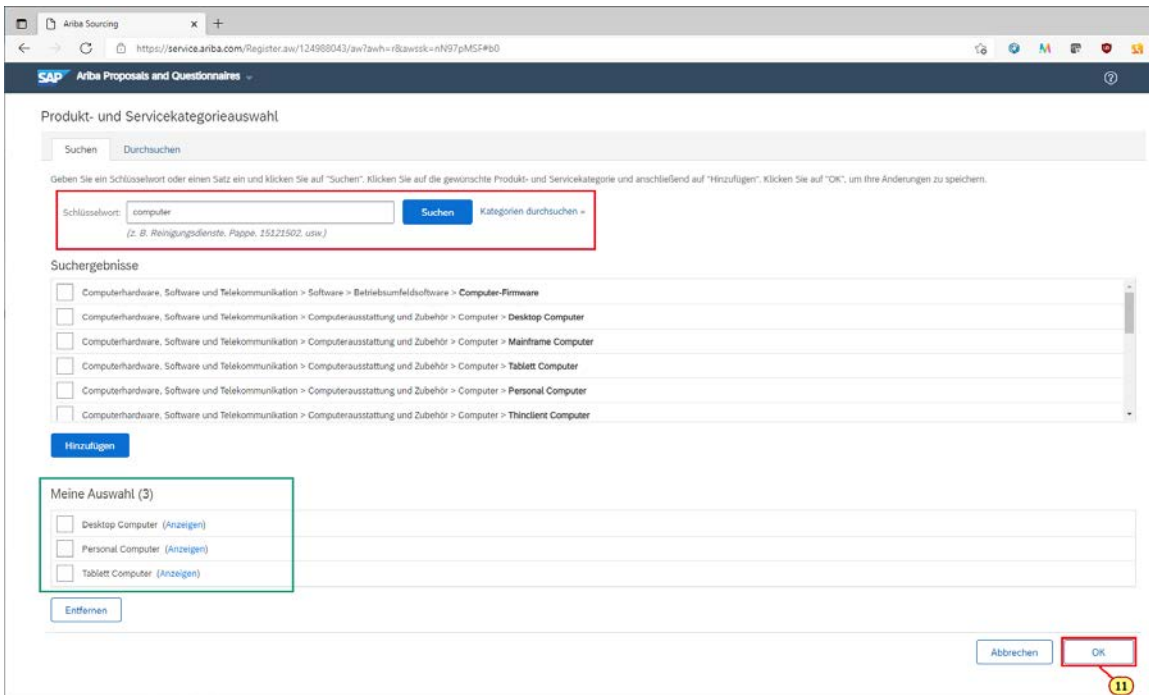 Ariba Sourcing
https://service.ariba.com/Register.aw/124988043/aw?awh=r&awssk=nN97pMSF#b0
SAP Ariba Proposals and Questionnaires
Produkt- und Servicekategorieauswahl
Suchen Durchsuchen
Geben Sie ein Schlüsselwort oder einen Satz ein und klicken Sie auf "Suchen". Klicken Sie auf die gewünschte Produkt- und Servicekategorie und anschließend auf "Hinzufügen". Klicken Sie auf "OK", um Ihre Änderungen zu speichern.
Schlüsselwort: computer Suchen Kategorien durchsuchen »
(z. B. Reinigungsdienste, Pappe, 15121502, usw.)
Suchergebnisse
Computerhardware, Software und Telekommunikation > Software > Betriebsumfeldsoftware > Computer-Firmware
Computerhardware, Software und Telekommunikation > Computerausstattung und Zubehör > Computer > Desktop Computer
Computerhardware, Software und Telekommunikation > Computerausstattung und Zubehör > Computer > Mainframe Computer
Computerhardware, Software und Telekommunikation > Computerausstattung und Zubehör > Computer > Tablett Computer
Computerhardware, Software und Telekommunikation > Computerausstattung und Zubehör > Computer > Personal Computer
Computerhardware, Software und Telekommunikation > Computerausstattung und Zubehör > Computer > Thinclient Computer
Hinzufügen
Meine Auswahl (3)
Desktop Computer (Anzeigen)
Personal Computer (Anzeigen)
Tablett Computer (Anzeigen)
Entfernen
Abbrechen OK
11